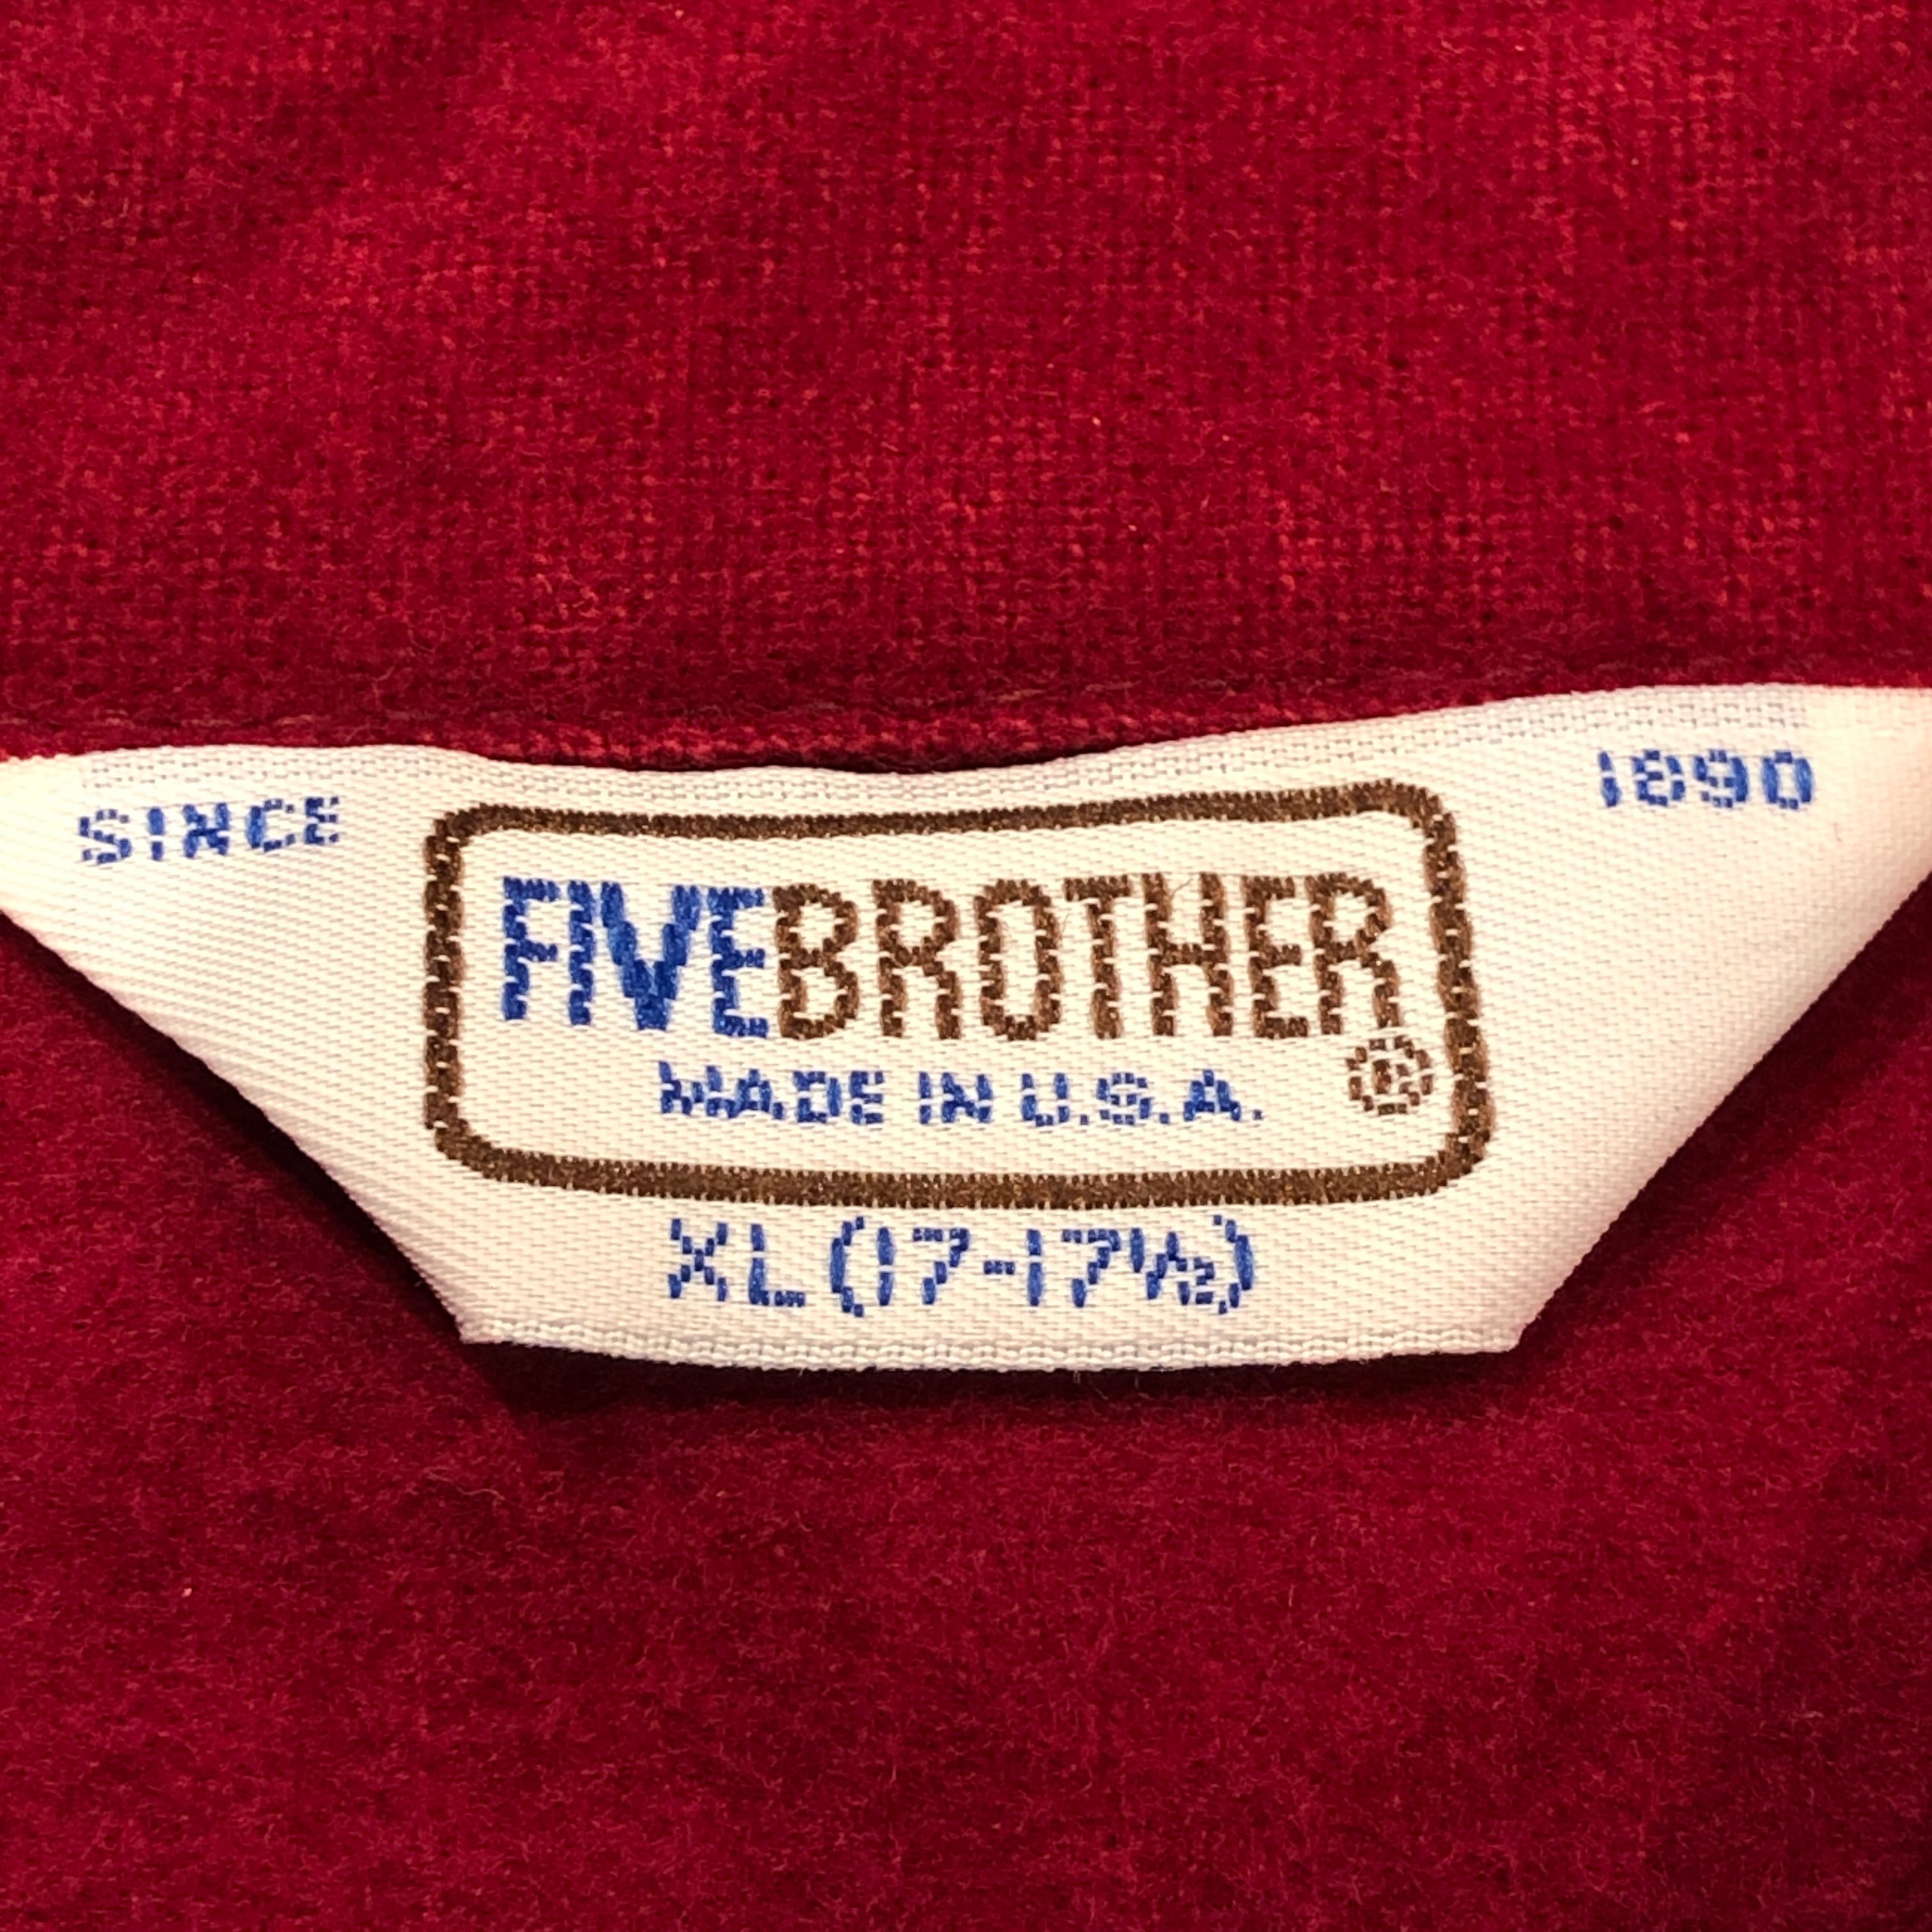 SINCE 1890
FIVEBROTHER
MADE IN U.S.A. ®
XL (17-17½)